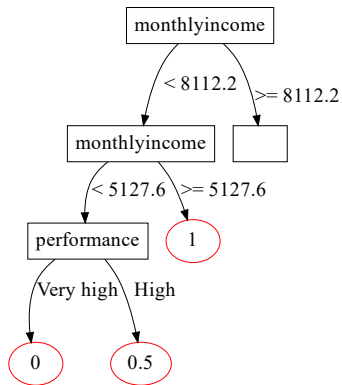 monthlyincome
< 8112.2
>= 8112.2
monthlyincome
< 5127.6
>= 5127.6
performance
1
Very high
High
0
0.5